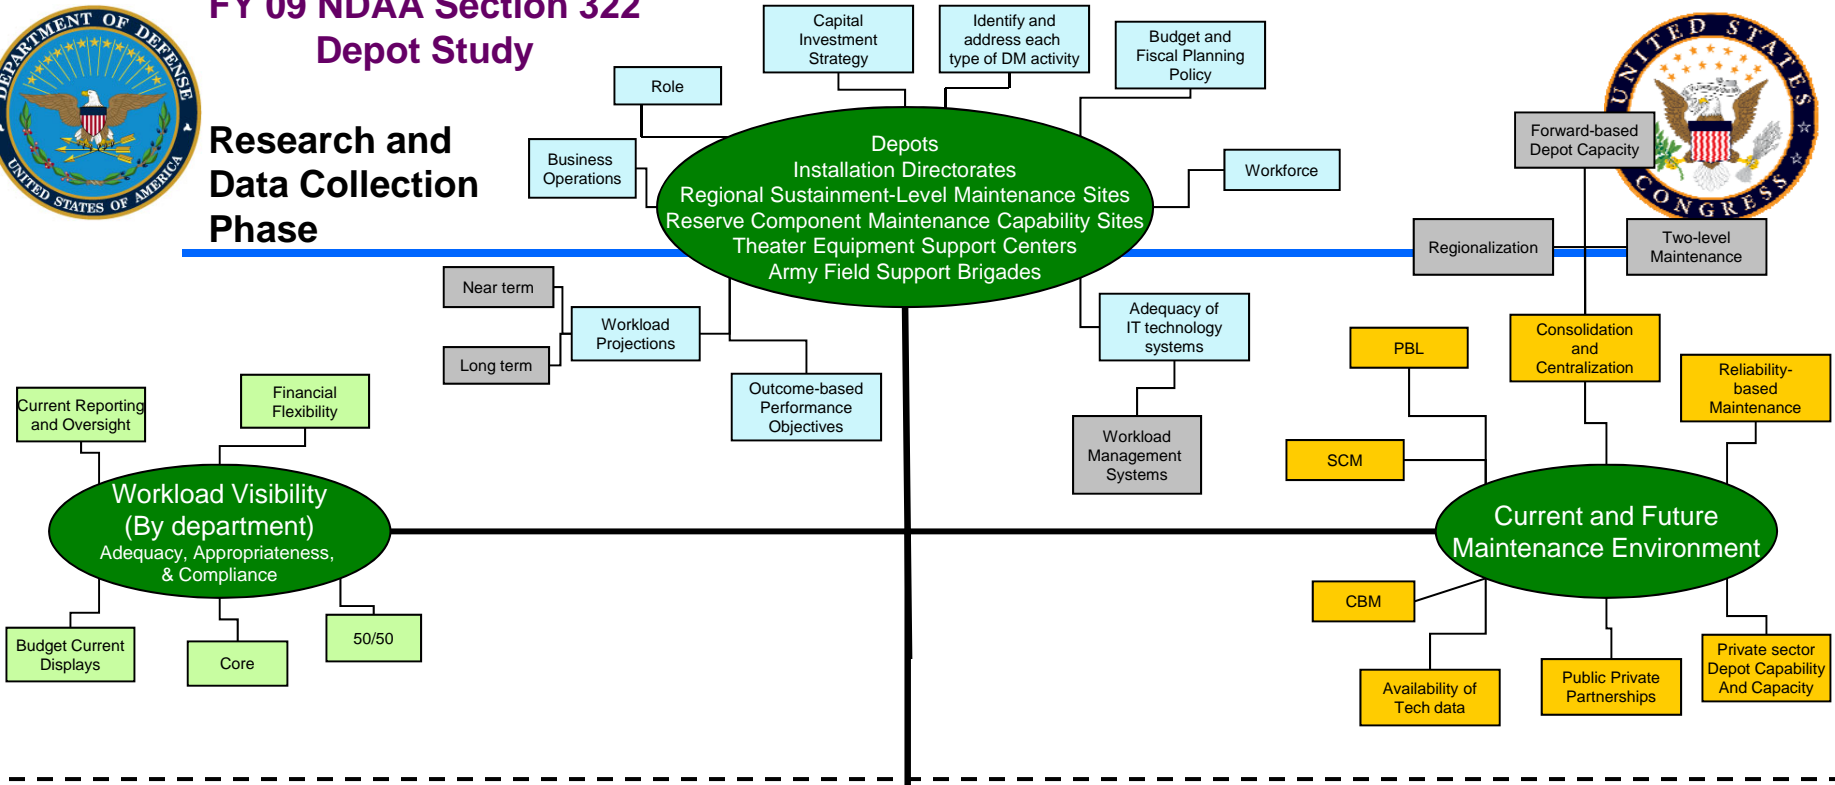 FY 09 NDAA Section 322
Depot Study
DEPARTMENT OF DEFENSE
UNITED STATES OF AMERICA
Research and
Data Collection
Phase
Capital
Investment
Strategy
Identify and
address each
type of DM activity
Budget and
Fiscal Planning
Policy
Role
Business
Operations
Workforce
Depots
Installation Directorates
Regional Sustainment-Level Maintenance Sites
Reserve Component Maintenance Capability Sites
Theater Equipment Support Centers
Army Field Support Brigades
UNITED STATES
CONGRESS
Forward-based
Depot Capacity
Regionalization
Two-level
Maintenance
Near term
Long term
Workload
Projections
Outcome-based
Performance
Objectives
Adequacy of
IT technology
systems
Workload
Management
Systems
PBL
SCM
Consolidation
and
Centralization
Reliability-
based
Maintenance
Current Reporting
and Oversight
Financial
Flexibility
Workload Visibility
(By department)
Adequacy, Appropriateness,
& Compliance
Budget Current
Displays
Core
50/50
Current and Future
Maintenance Environment
CBM
Availability of
Tech data
Public Private
Partnerships
Private sector
Depot Capability
And Capacity